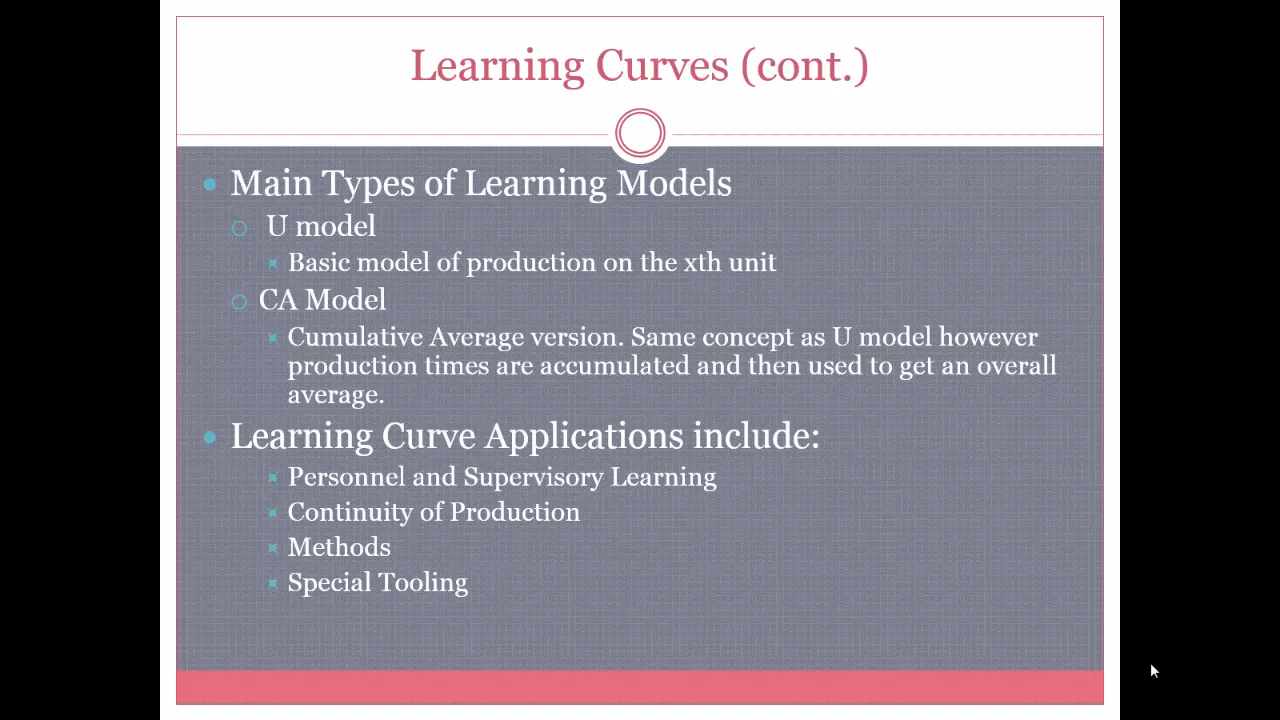 Learning Curves (cont.)
Main Types of Learning Models
U model
Basic model of production on the xth unit
CA Model
Cumulative Average version. Same concept as U model however
production times are accumulated and then used to get an overall
average.
Learning Curve Applications include:
Personnel and Supervisory Learning
Continuity of Production
Methods
Special Tooling